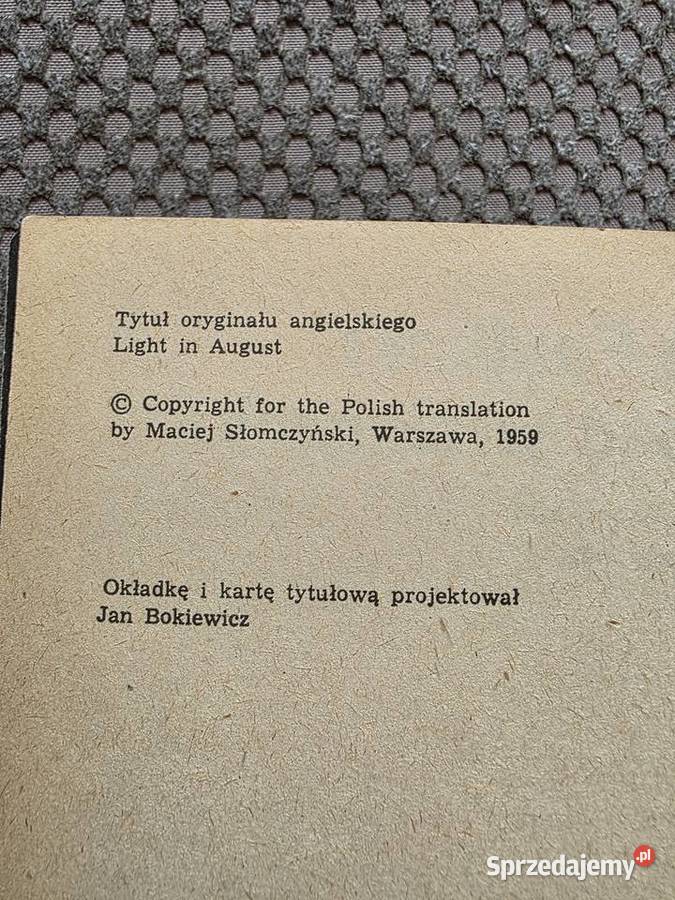 Tytuł oryginału angielskiego
Light in August
© Copyright for the Polish translation
by Maciej Słomczyński, Warszawa, 1959
Okładkę i kartę tytułową projektował
Jan Bokiewicz
Sprzedajemy.pl